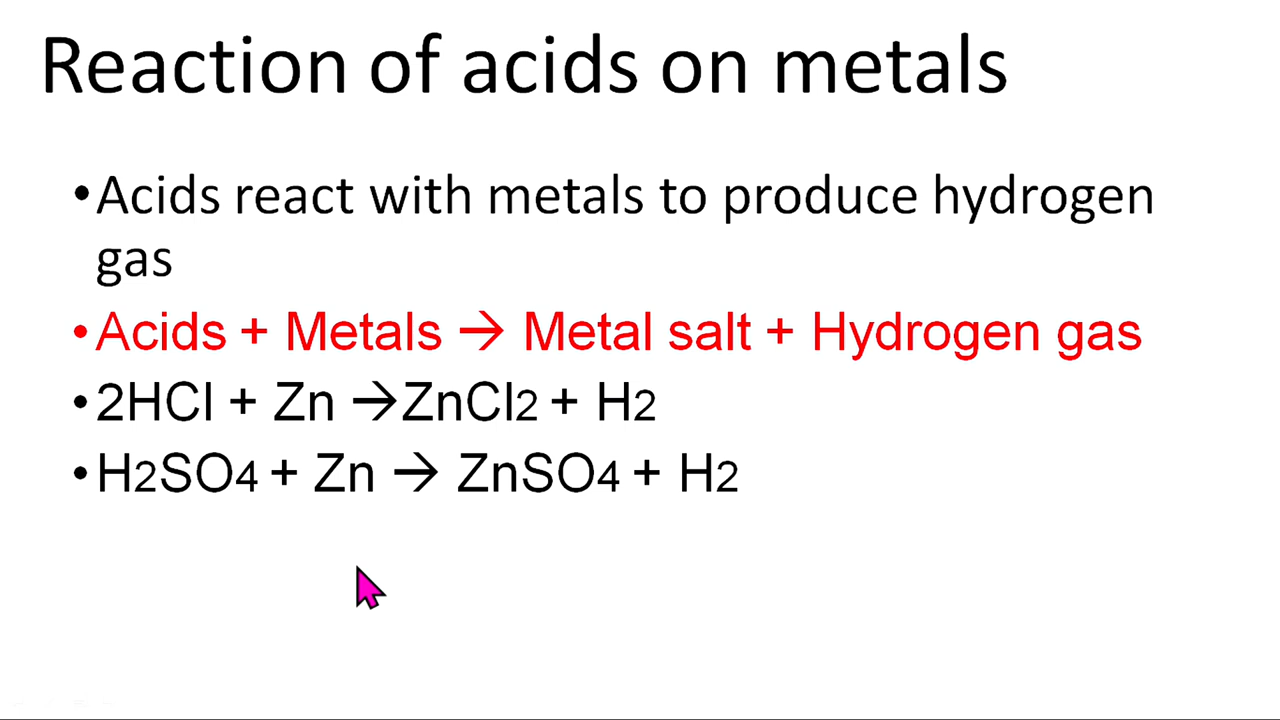 Reaction of acids on metals
•Acids react with metals to produce hydrogen
gas
•Acids + Metals → Metal salt + Hydrogen gas
•2HCl + Zn →ZnCl2 + H2
•H2SO4 + Zn → ZnSO4 + H2